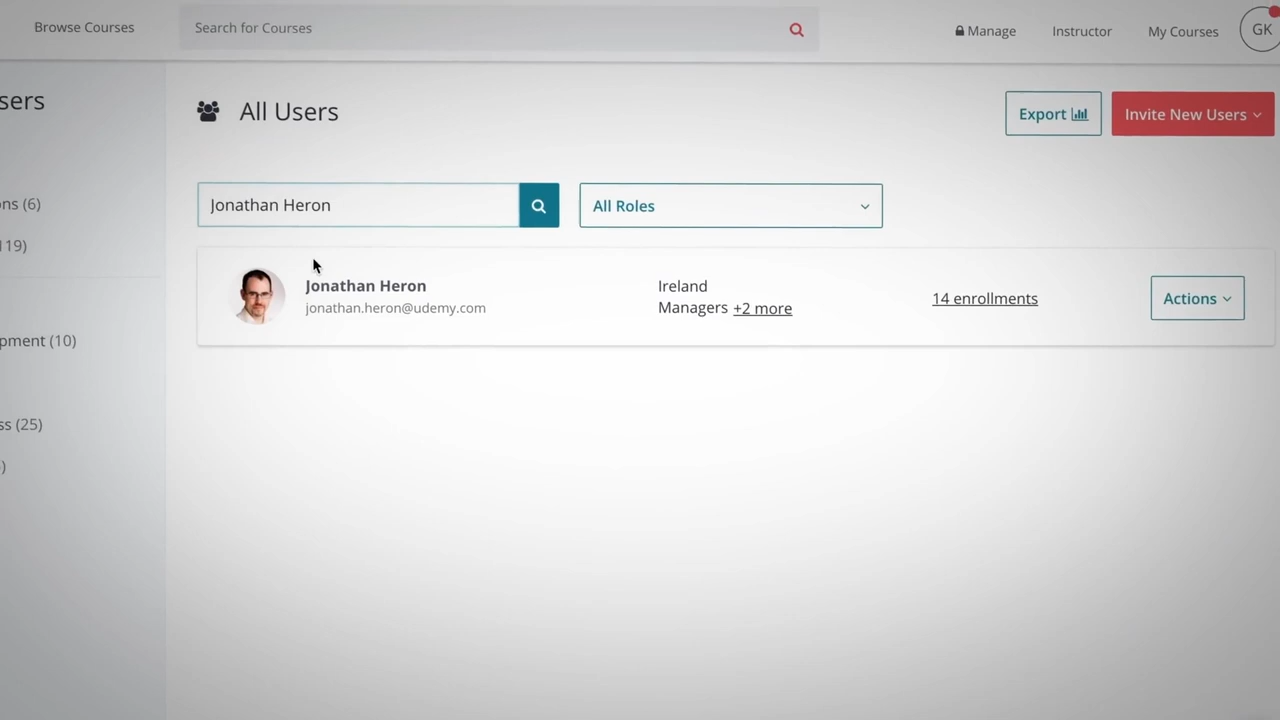 Browse Courses
Search for Courses
Manage
Instructor
My Courses
GK
sers
All Users
Export
Invite New Users
ons (6)
Jonathan Heron
All Roles
119)
Jonathan Heron
jonathan.heron@udemy.com
Ireland
Managers +2 more
14 enrollments
Actions
pment (10)
ss (25)
)